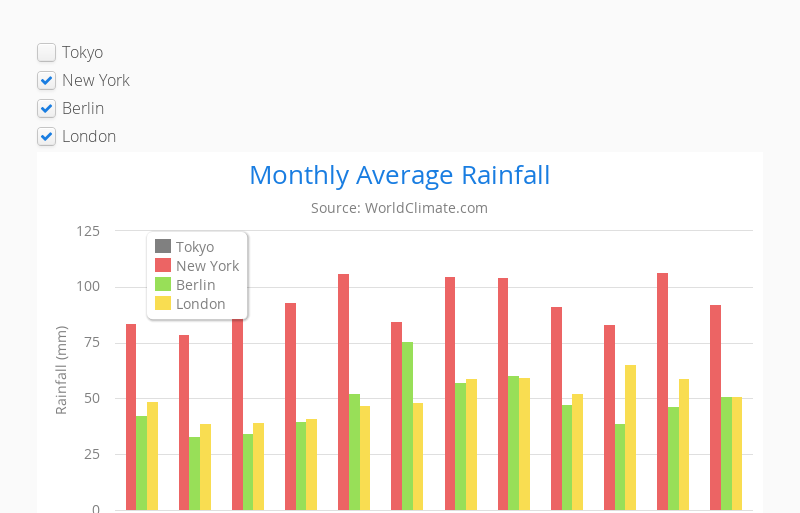 Tokyo
New York
Berlin
London
Monthly Average Rainfall
Source: WorldClimate.com
125
Tokyo
New York
Berlin
London
100
75
50
25
0
Rainfall (mm)